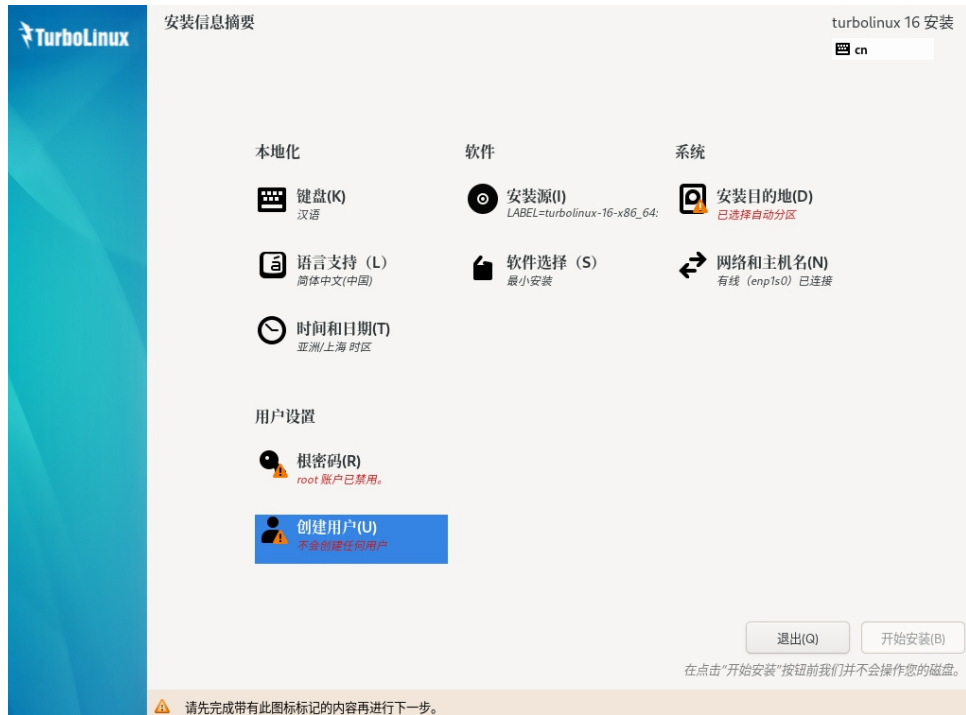 TurboLinux
安装信息摘要
turbolinux 16 安装
cn
本地化
键盘(K)
汉语
语言支持（L）
简体中文(中国)
时间和日期(T)
亚洲/上海 时区
软件
安装源(I)
LABEL=turbolinux-16-x86_64:
软件选择（S）
最小安装
系统
安装目的地(D)
已选择自动分区
网络和主机名(N)
有线（enp1s0）已连接
用户设置
根密码(R)
root 账户已禁用。
创建用户(U)
不会创建任何用户
退出(Q)
开始安装(B)
在点击"开始安装"按钮前我们并不会操作您的磁盘。
请先完成带有此图标标记的内容再进行下一步。